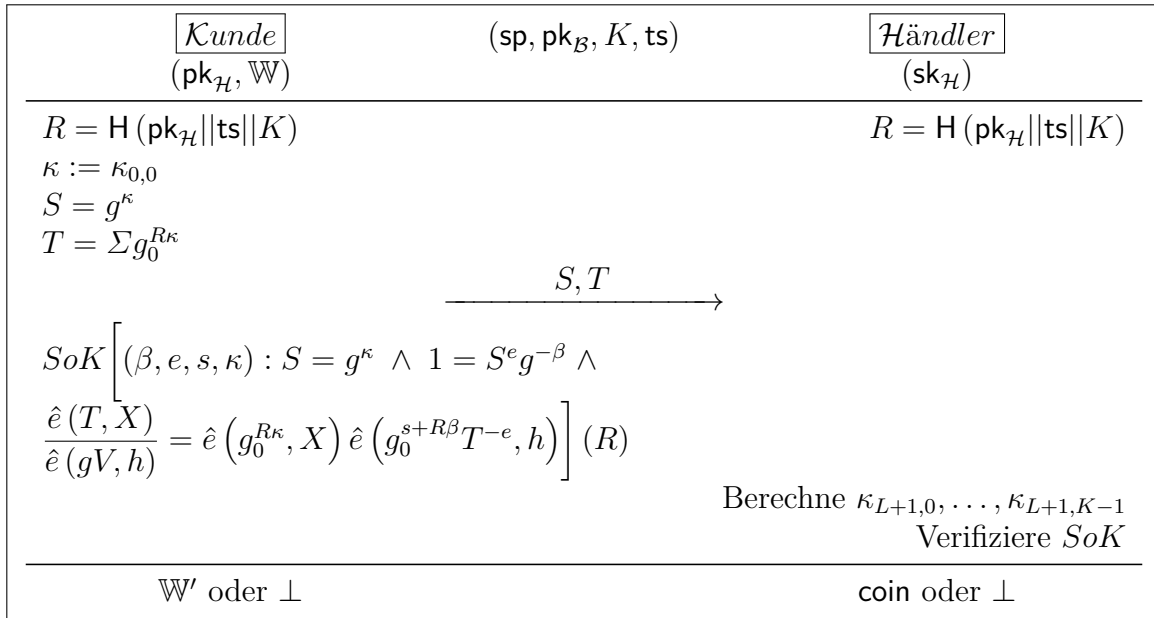 𝒦unde (sp, pk_ℬ, K, ts) ℋändler
(pk_ℋ, 𝕎) (sk_ℋ)
R = H (pk_ℋ||ts||K) R = H (pk_ℋ||ts||K)
κ := κ_{0,0}
S = g^κ
T = Σg_0^{Rκ}
S, T
SoK[(β, e, s, κ) : S = g^κ ∧ 1 = S^e g^{−β} ∧
ê (T, X) / ê (gV, h) = ê (g_0^{Rκ}, X) ê (g_0^{s+Rβ} T^{−e}, h)] (R)
Berechne κ_{L+1,0}, . . . , κ_{L+1,K−1}
Verifiziere SoK
𝕎′ oder ⊥ coin oder ⊥